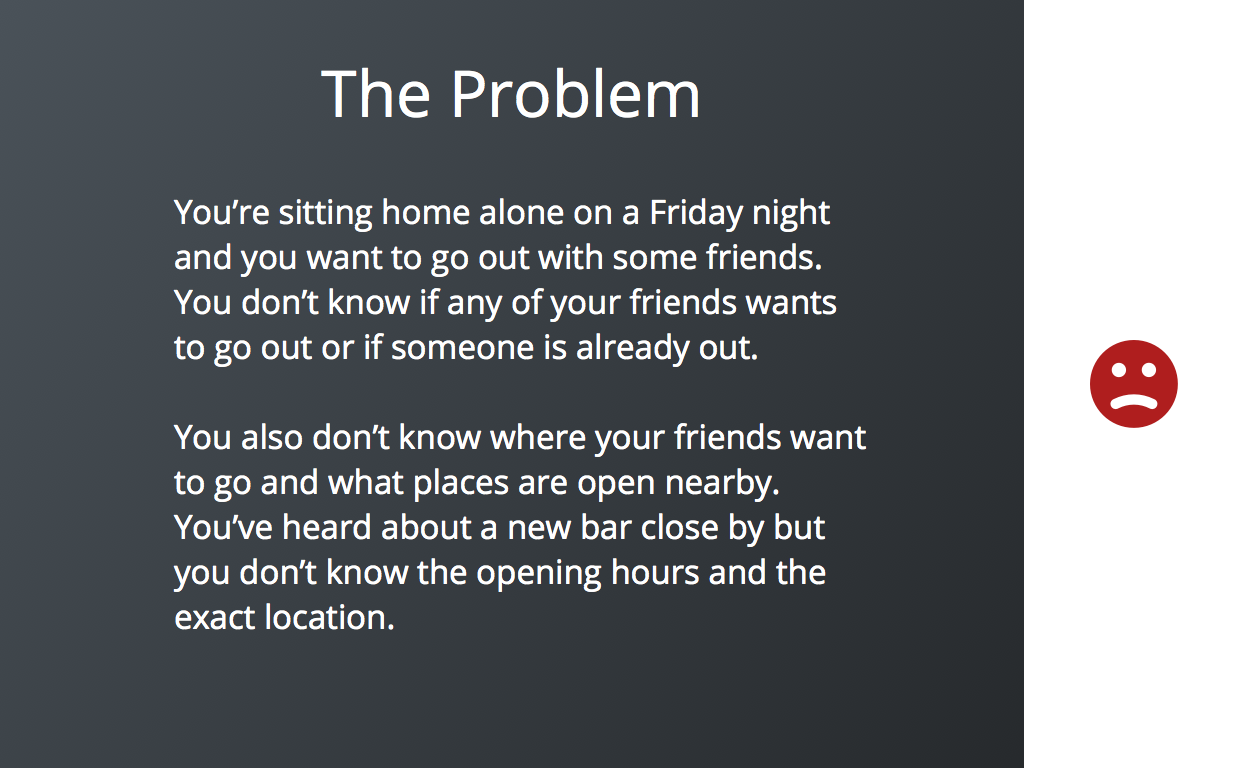 The Problem
You’re sitting home alone on a Friday night
and you want to go out with some friends.
You don’t know if any of your friends wants
to go out or if someone is already out.
You also don’t know where your friends want
to go and what places are open nearby.
You’ve heard about a new bar close by but
you don’t know the opening hours and the
exact location.